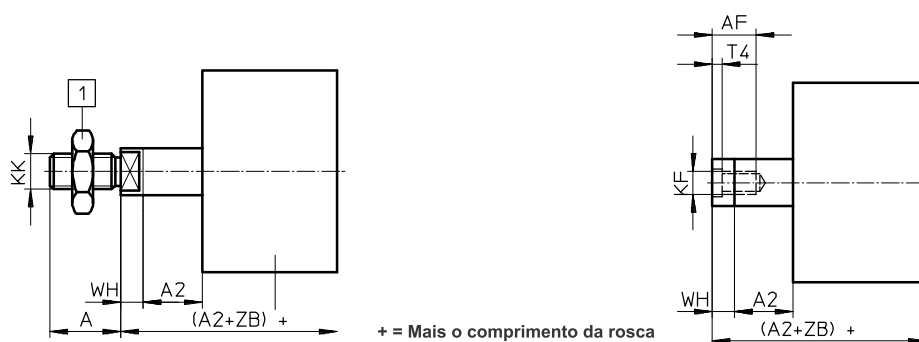 1
KK
WH
A2
A
(A2+ZB) +
+ = Mais o comprimento da rosca
AF
T4
KF
WH
A2
(A2+ZB) +